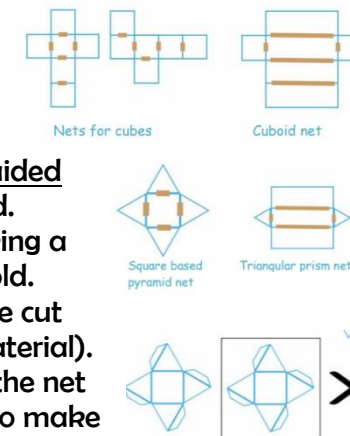 Nets for cubes
Cuboid net
aided
d.
ing a
old.
e cut
aterial).
the net
o make
Square based
pyramid net
Triangular prism net